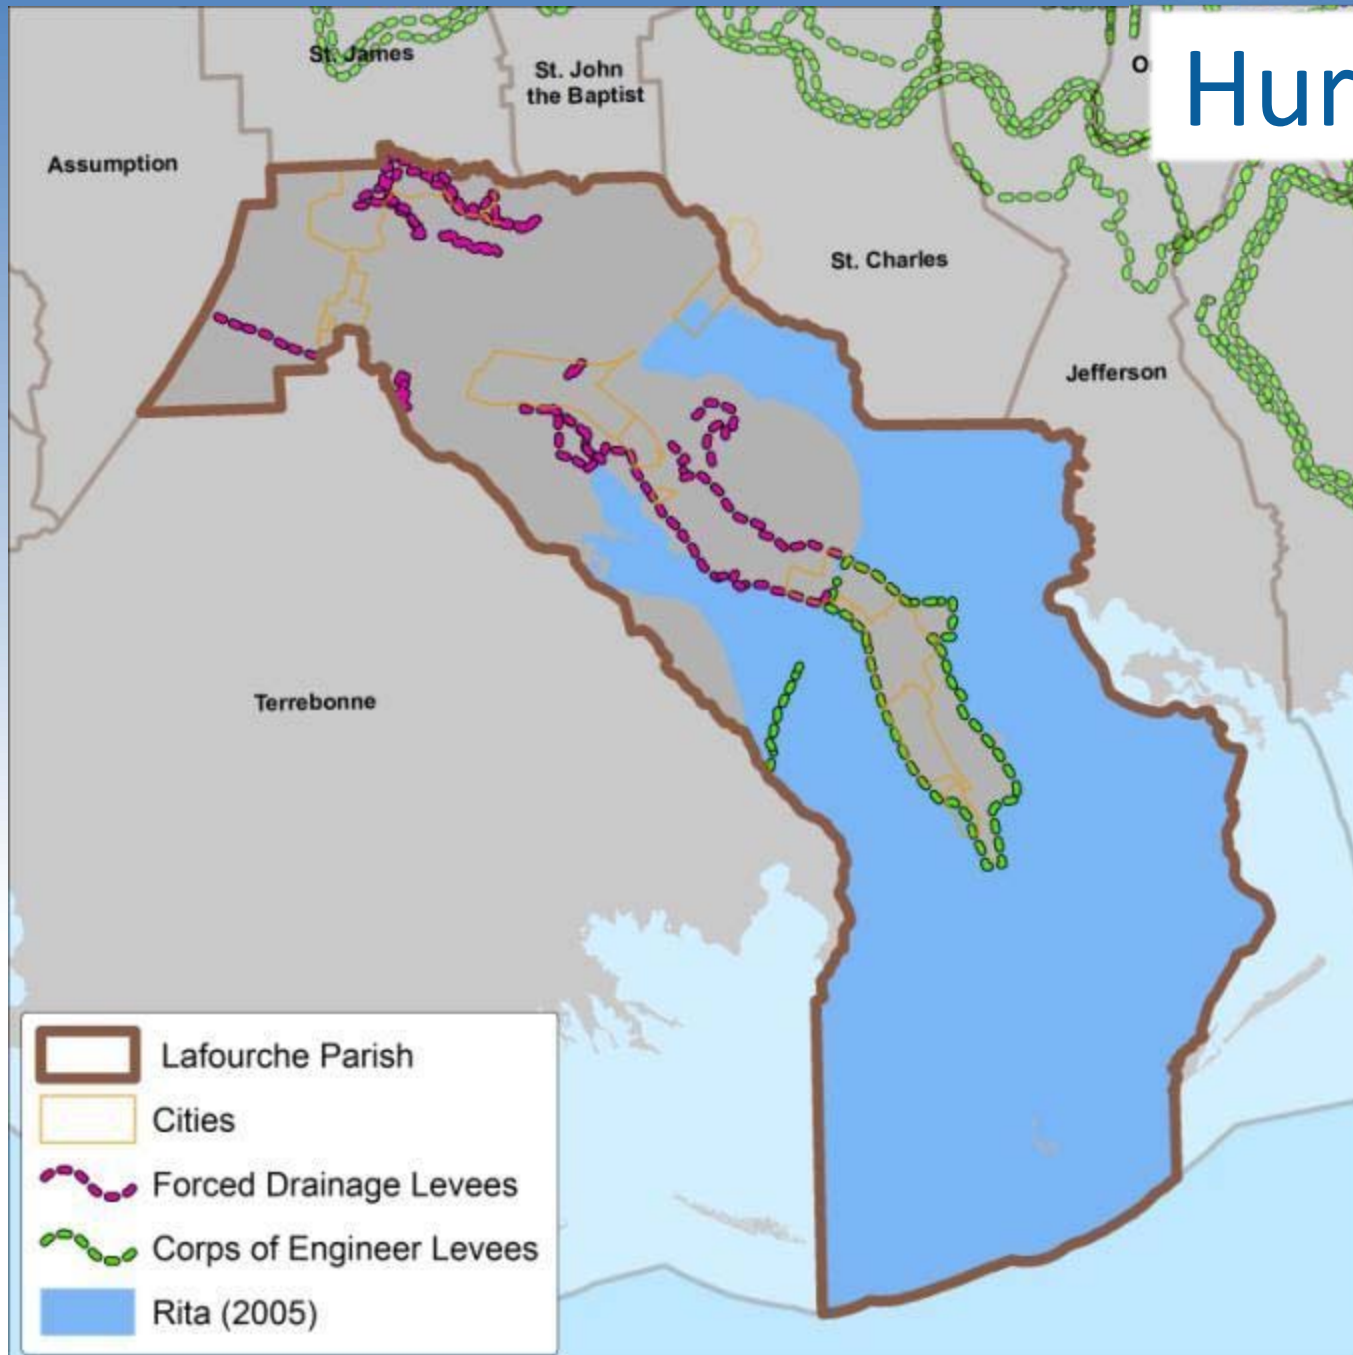 St. James
St. John
the Baptist
Hur
Assumption
St. Charles
Jefferson
Terrebonne
Lafourche Parish
Cities
Forced Drainage Levees
Corps of Engineer Levees
Rita (2005)